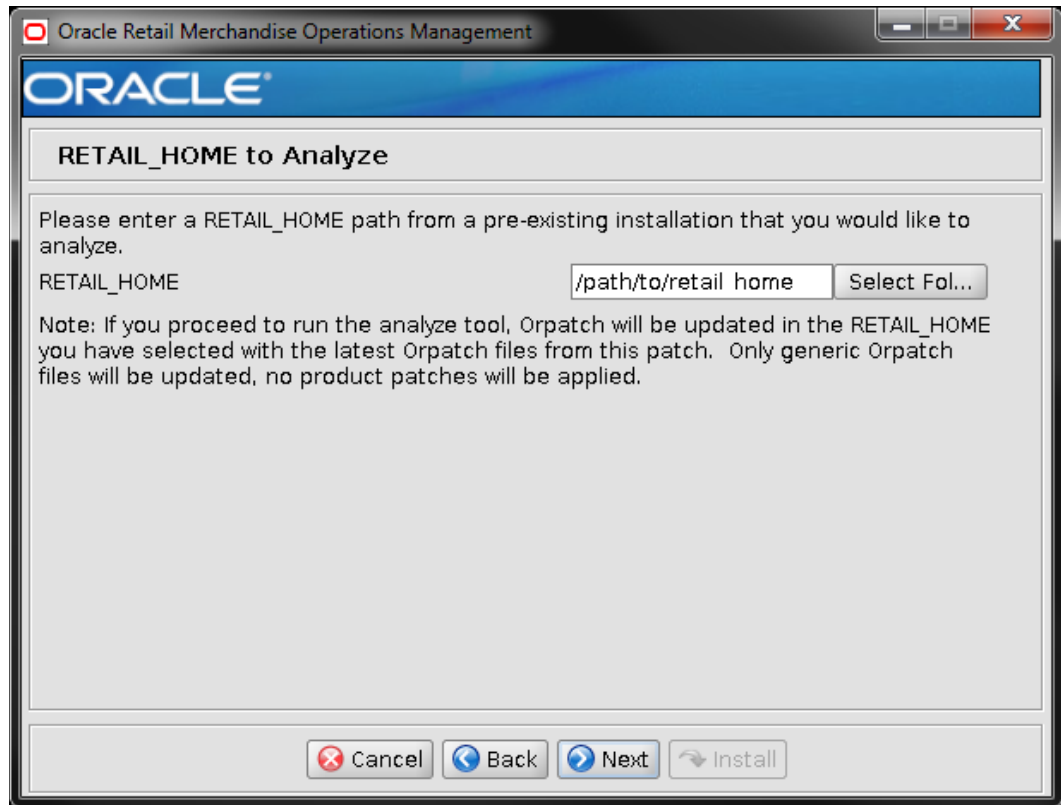 Oracle Retail Merchandise Operations Management
ORACLE
RETAIL_HOME to Analyze
Please enter a RETAIL_HOME path from a pre-existing installation that you would like to
analyze.
RETAIL_HOME
/path/to/retail home
Select Fol...
Note: If you proceed to run the analyze tool, Orpatch will be updated in the RETAIL_HOME
you have selected with the latest Orpatch files from this patch.  Only generic Orpatch
files will be updated, no product patches will be applied.
Cancel
Back
Next
Install